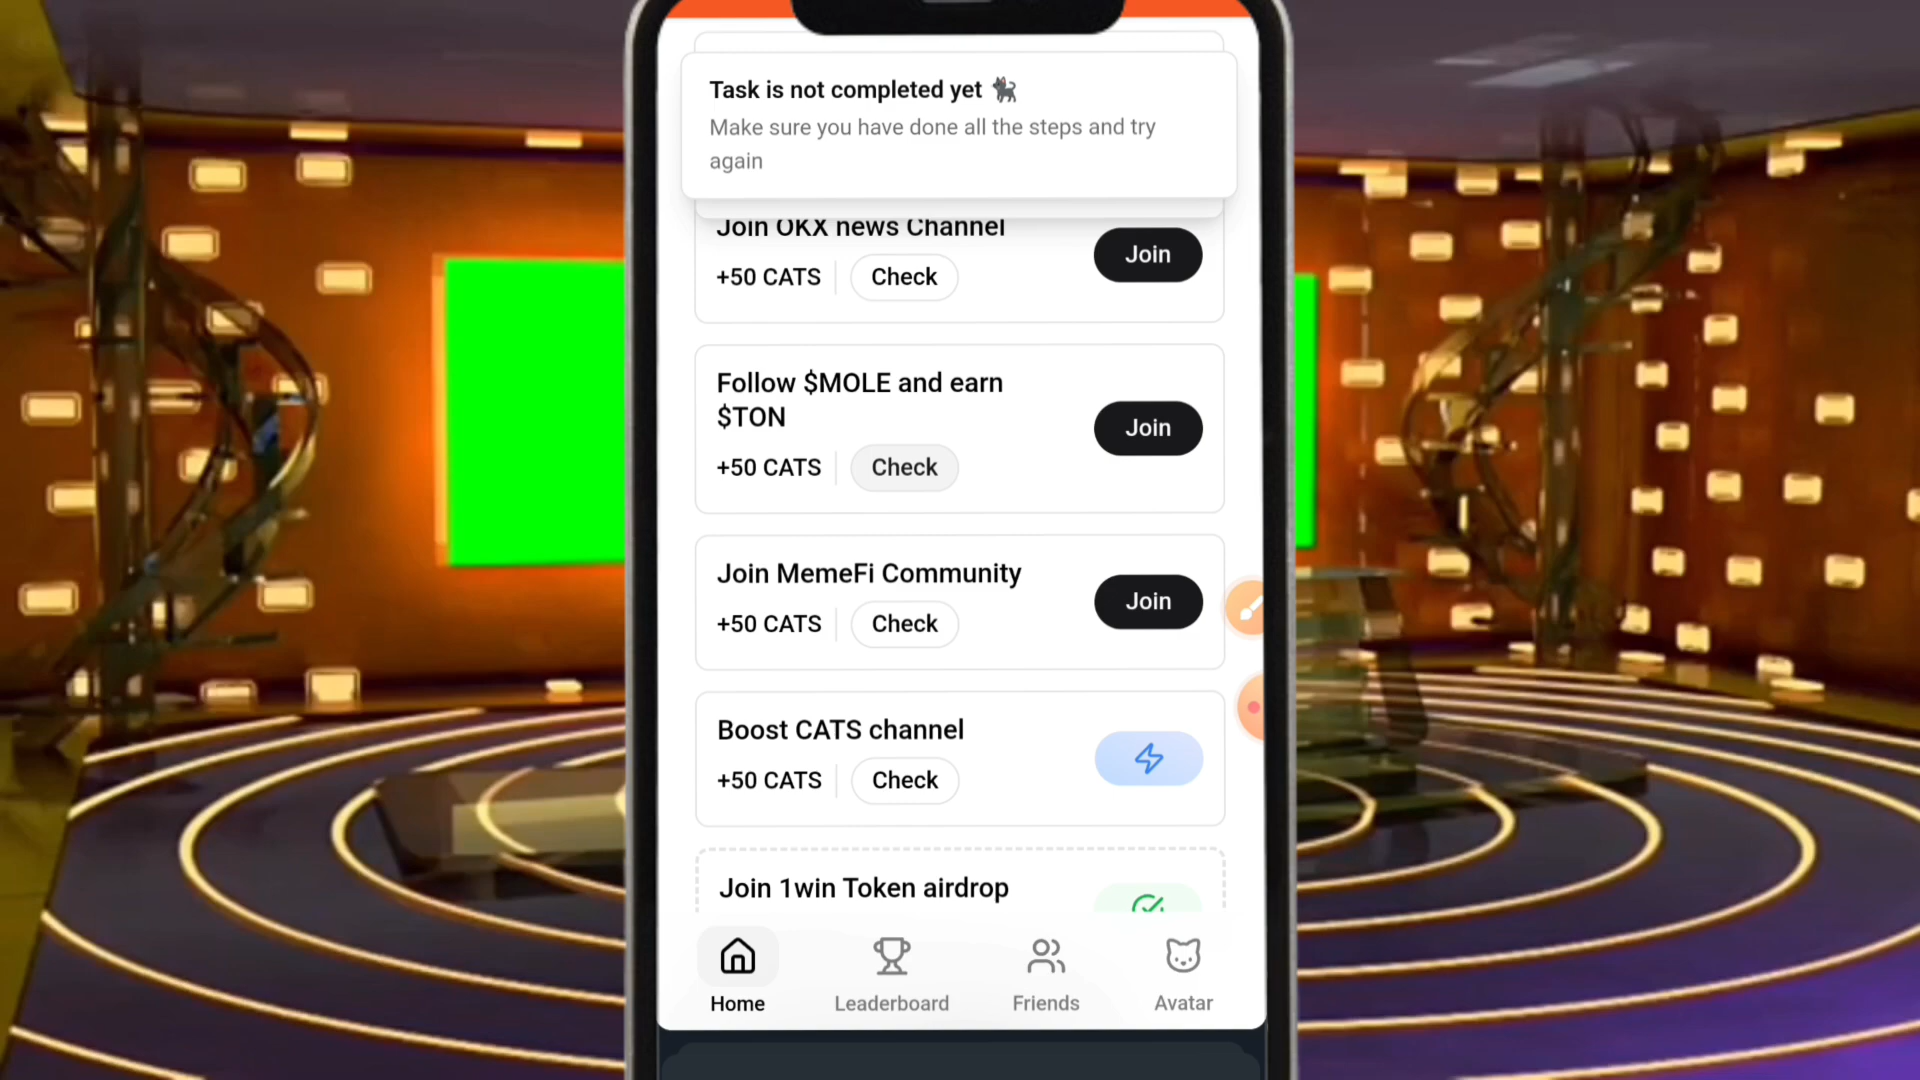 Task is not completed yet 🐈‍⬛
Make sure you have done all the steps and try
again
Join OKX news Channel
+50 CATS
Check
Join
Follow $MOLE and earn
$TON
+50 CATS
Check
Join
Join MemeFi Community
+50 CATS
Check
Join
Boost CATS channel
+50 CATS
Check
Join 1win Token airdrop
Home
Leaderboard
Friends
Avatar